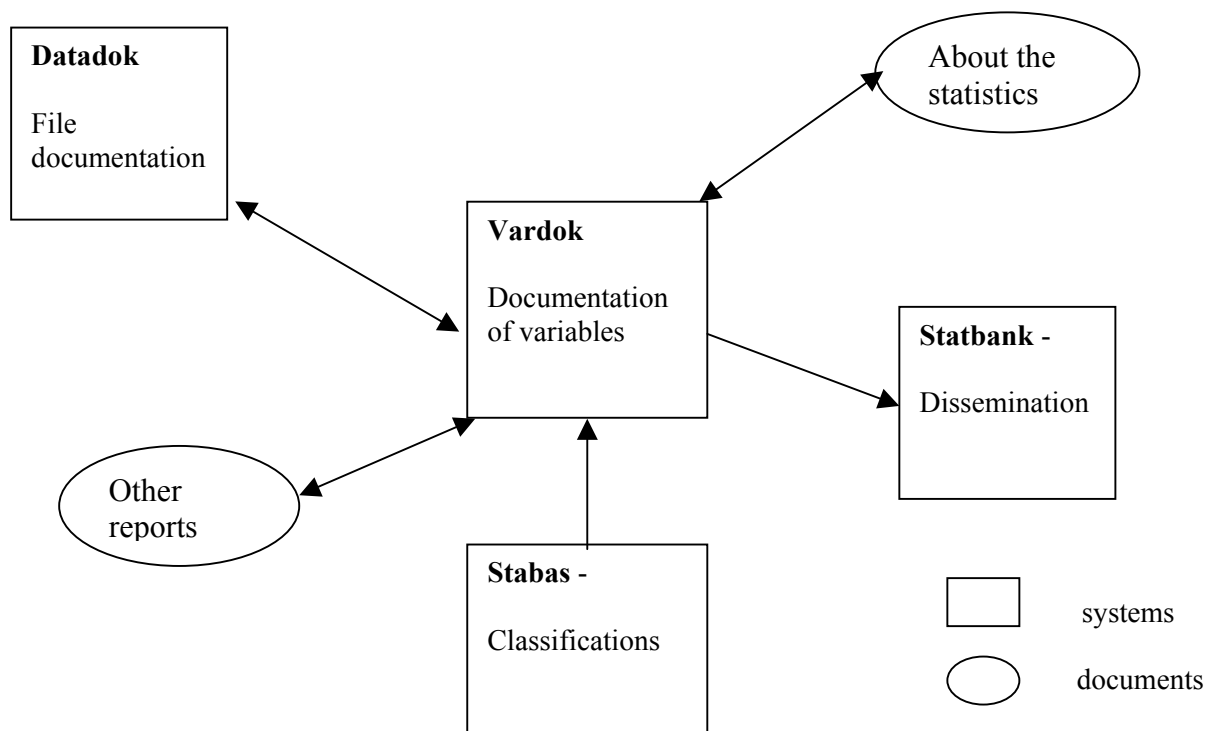 Datadok
File
documentation
About the
statistics
Vardok
Documentation
of variables
Statbank -
Dissemination
Other
reports
Stabas -
Classifications
systems
documents